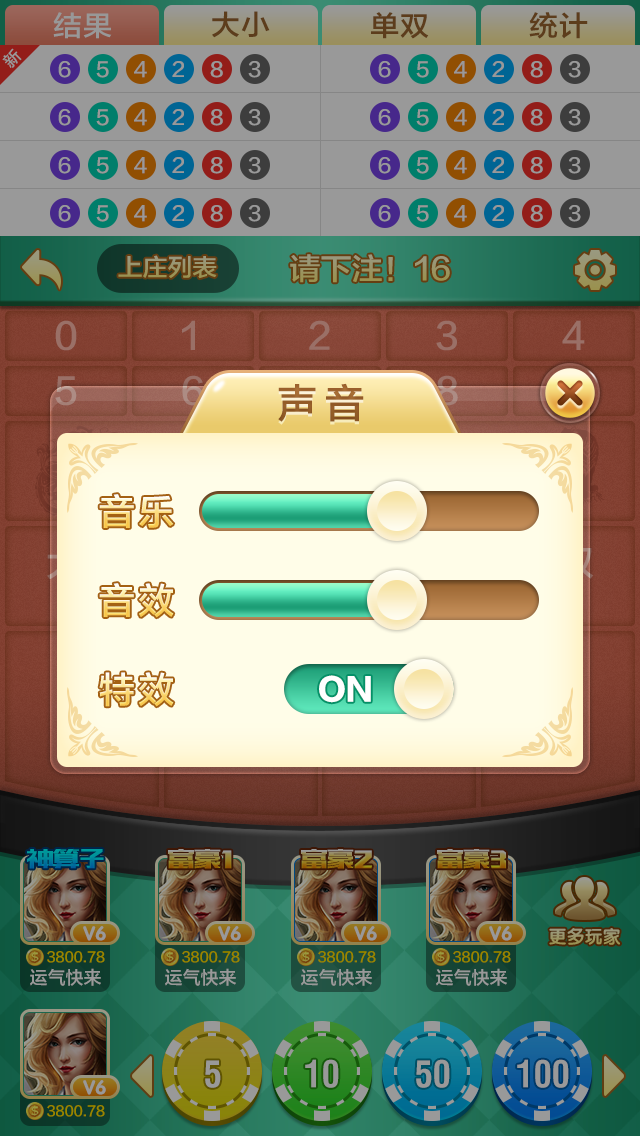 结果 大小 单双 统计
新
6 5 4 2 8 3 6 5 4 2 8 3
6 5 4 2 8 3 6 5 4 2 8 3
6 5 4 2 8 3 6 5 4 2 8 3
6 5 4 2 8 3 6 5 4 2 8 3
上庄列表 请下注！16
0 1 2 3 4
5 6 8
声音
音乐
音效
特效 ON
神算子 富豪1 富豪2 富豪3
V6 V6 V6 V6
3800.78 3800.78 3800.78 3800.78
运气快来 运气快来 运气快来 运气快来
更多玩家
V6
3800.78
5 10 50 100